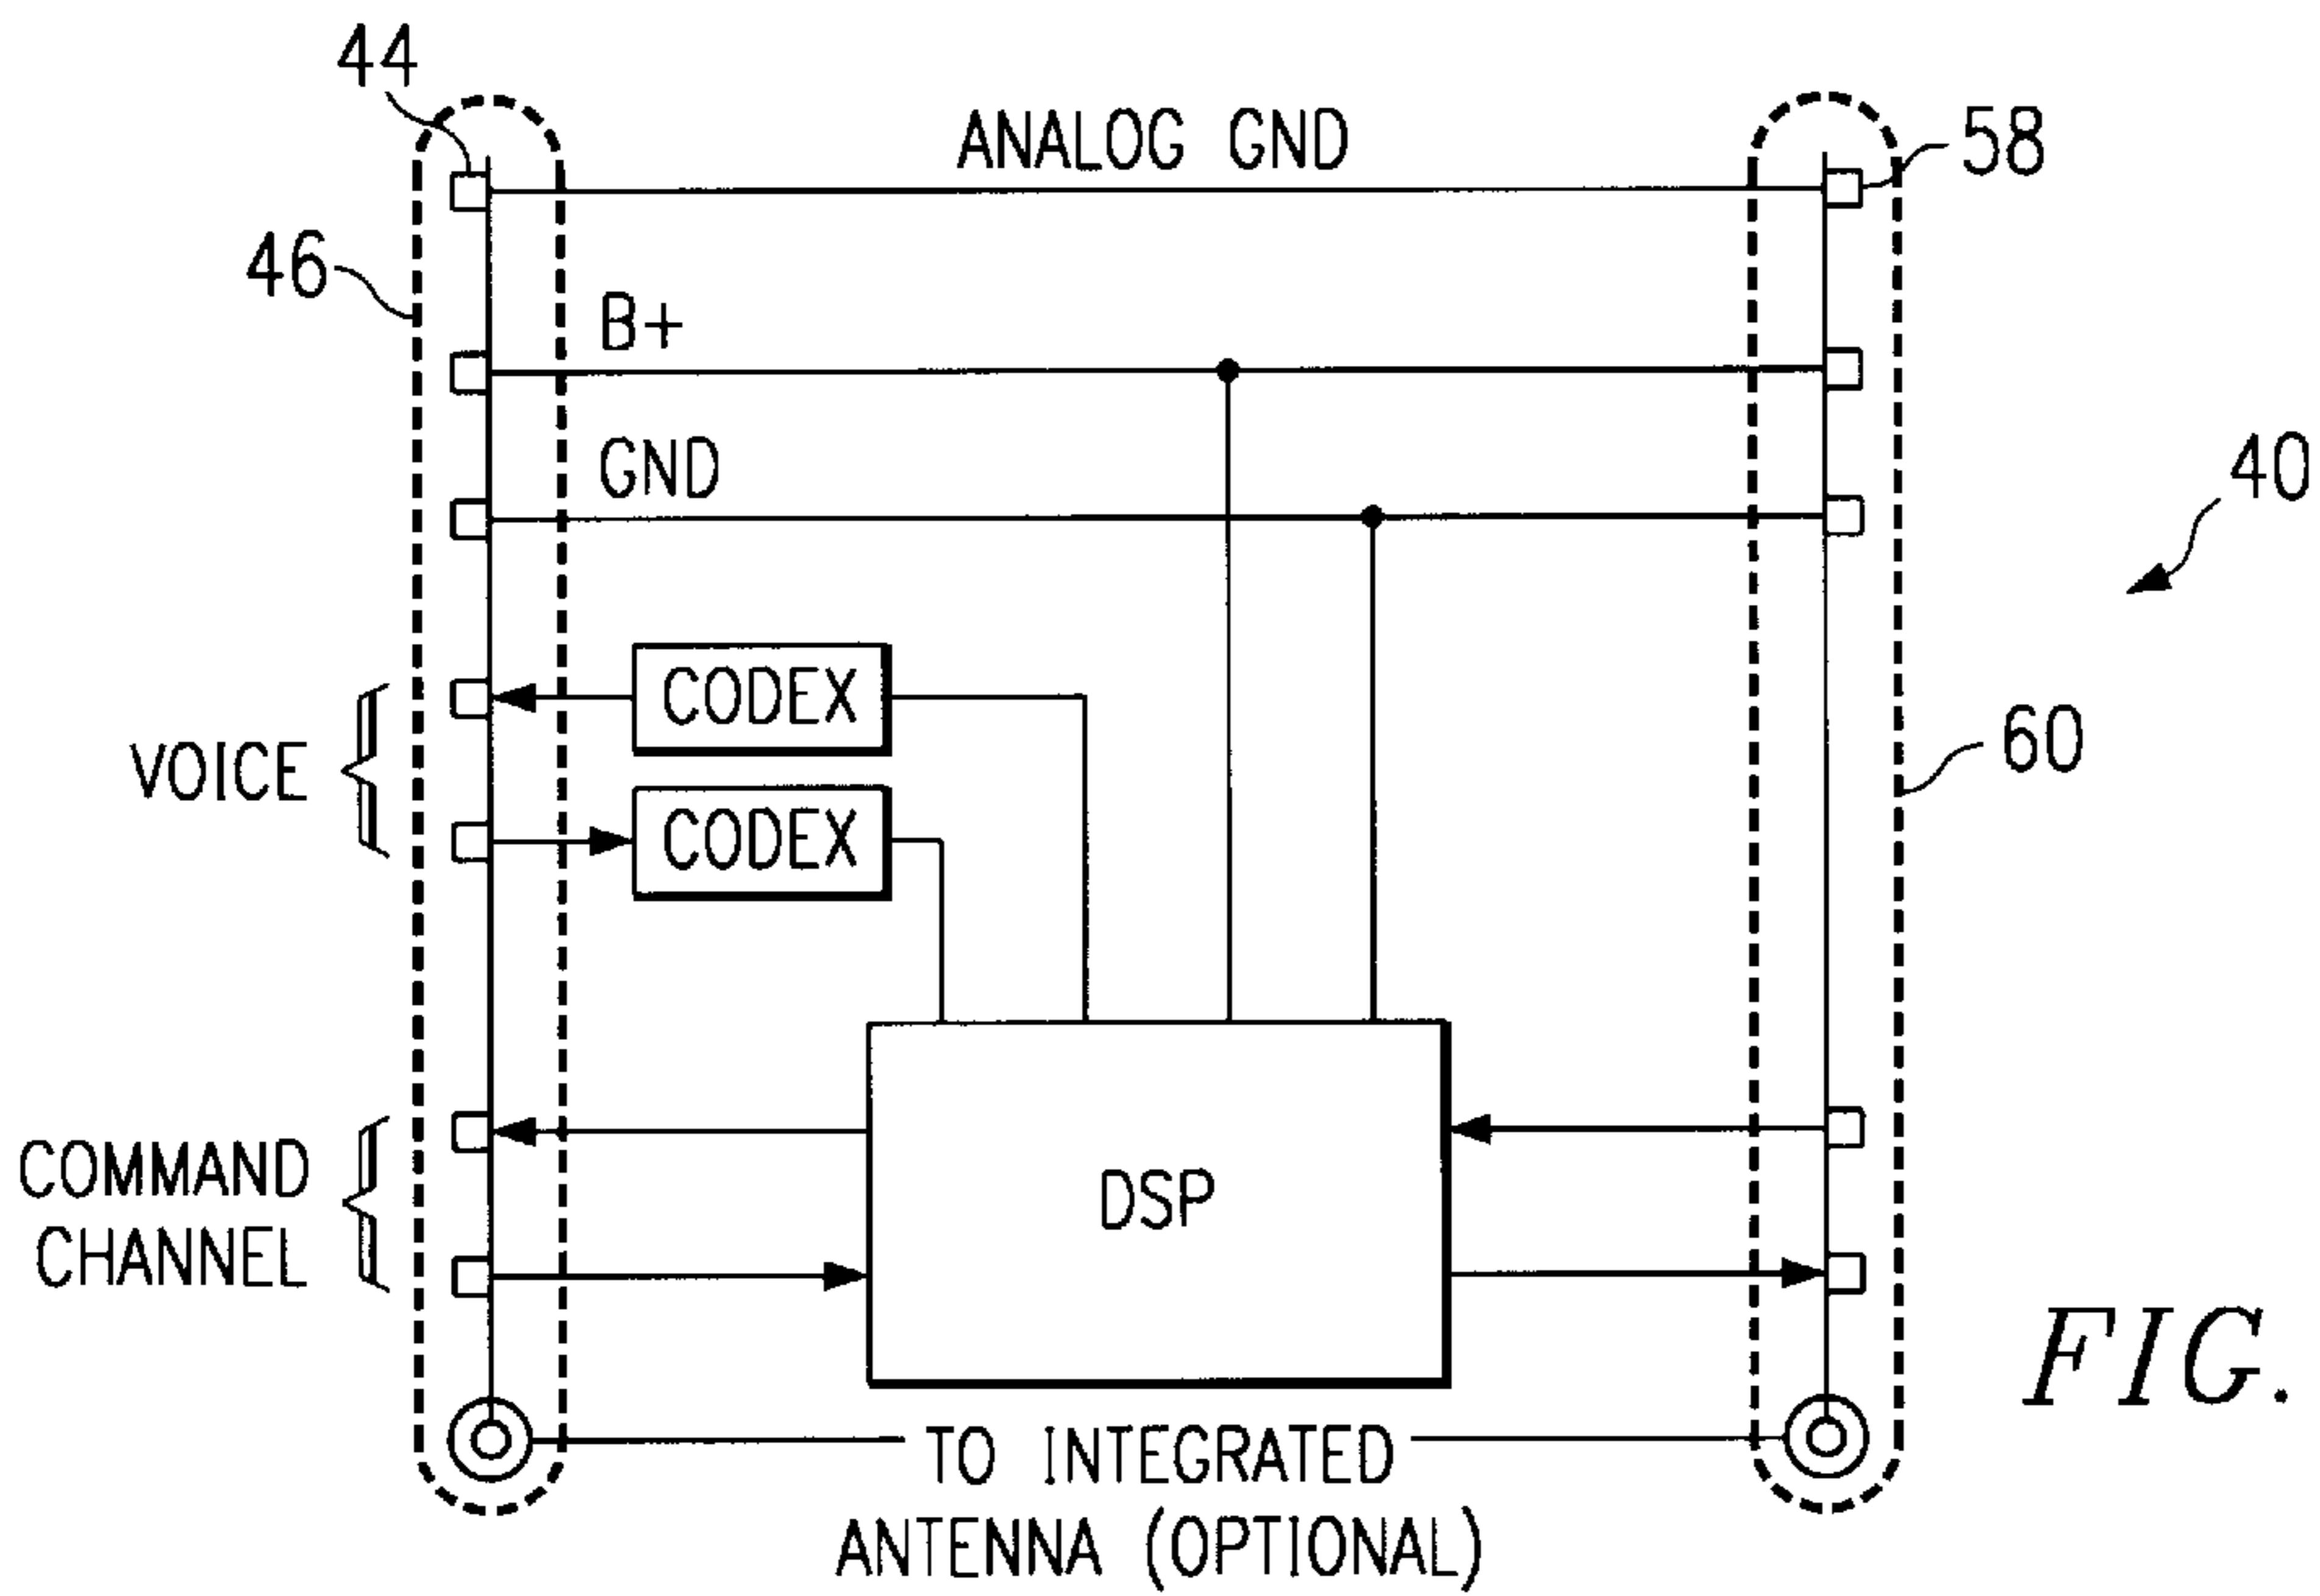 44
ANALOG GND
58
46
B+
GND
40
CODEX
VOICE
60
CODEX
COMMAND
CHANNEL
DSP
FIG.
TO INTEGRATED
ANTENNA (OPTIONAL)